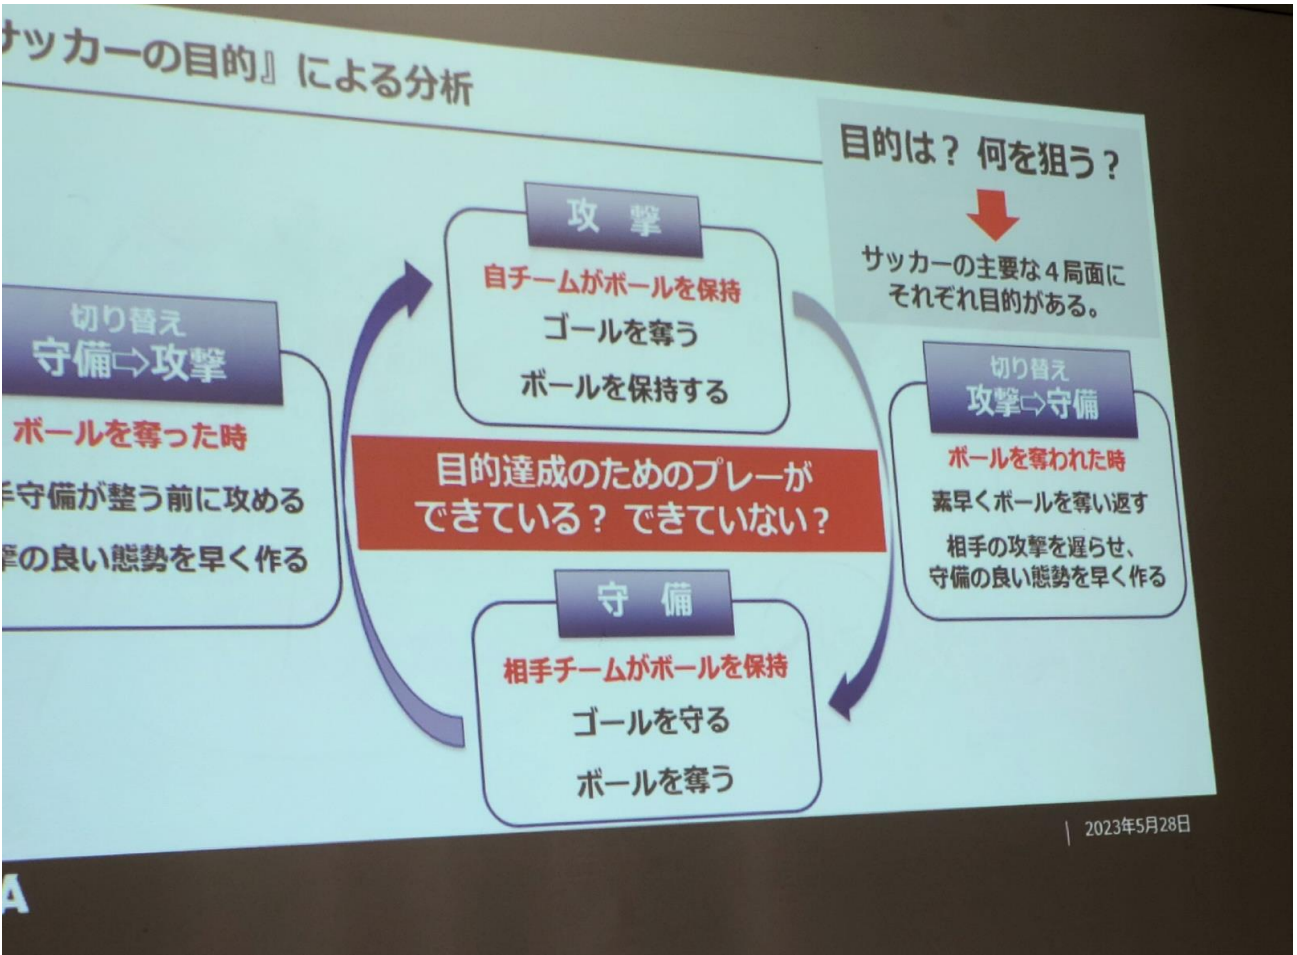 サッカーの目的』による分析
目的は？ 何を狙う？
サッカーの主要な４局面に
それぞれ目的がある。
攻 撃
自チームがボールを保持
ゴールを奪う
ボールを保持する
切り替え
守備⇨攻撃
ボールを奪った時
手守備が整う前に攻める
撃の良い態勢を早く作る
目的達成のためのプレーが
できている？ できていない？
切り替え
攻撃⇨守備
ボールを奪われた時
素早くボールを奪い返す
相手の攻撃を遅らせ、
守備の良い態勢を早く作る
守 備
相手チームがボールを保持
ゴールを守る
ボールを奪う
2023年5月28日
A